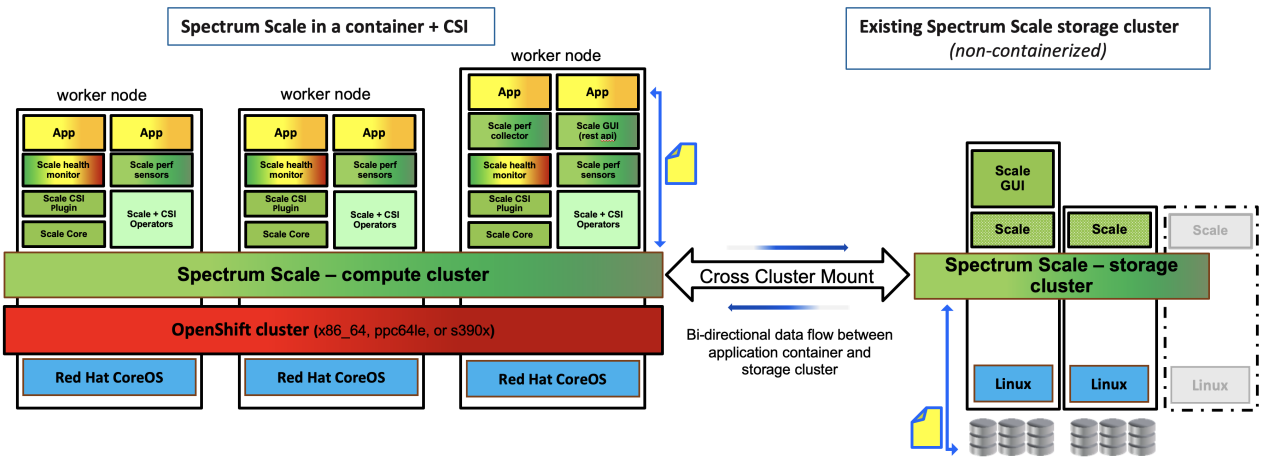 Spectrum Scale in a container + CSI
Existing Spectrum Scale storage cluster
(non-containerized)
worker node
App
App
Scale health
monitor
Scale perf
sensors
Scale CSI
Plugin
Scale Core
Scale + CSI
Operators
worker node
App
App
Scale health
monitor
Scale perf
sensors
Scale CSI
Plugin
Scale Core
Scale + CSI
Operators
worker node
App
App
Scale perf
collector
Scale GUI
(rest api)
Scale health
monitor
Scale perf
sensors
Scale CSI
Plugin
Scale Core
Scale + CSI
Operators
Spectrum Scale – compute cluster
OpenShift cluster (x86_64, ppc64le, or s390x)
Red Hat CoreOS
Red Hat CoreOS
Red Hat CoreOS
Cross Cluster Mount
Bi-directional data flow between
application container and
storage cluster
Scale
GUI
Scale
Scale
Scale
Spectrum Scale – storage
cluster
Linux
Linux
Linux